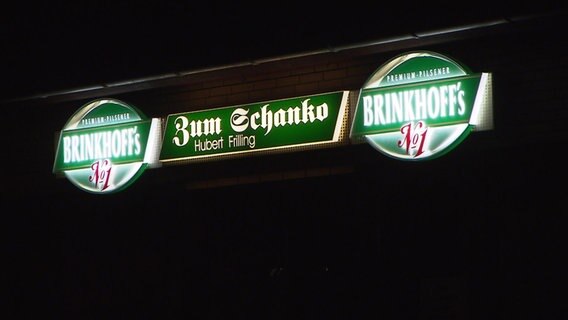 PREMIUM-PILSENER
BRINKHOFF'S
No1
Zum Schanko
Hubert Frilling
PREMIUM-PILSENER
BRINKHOFF'S
No1